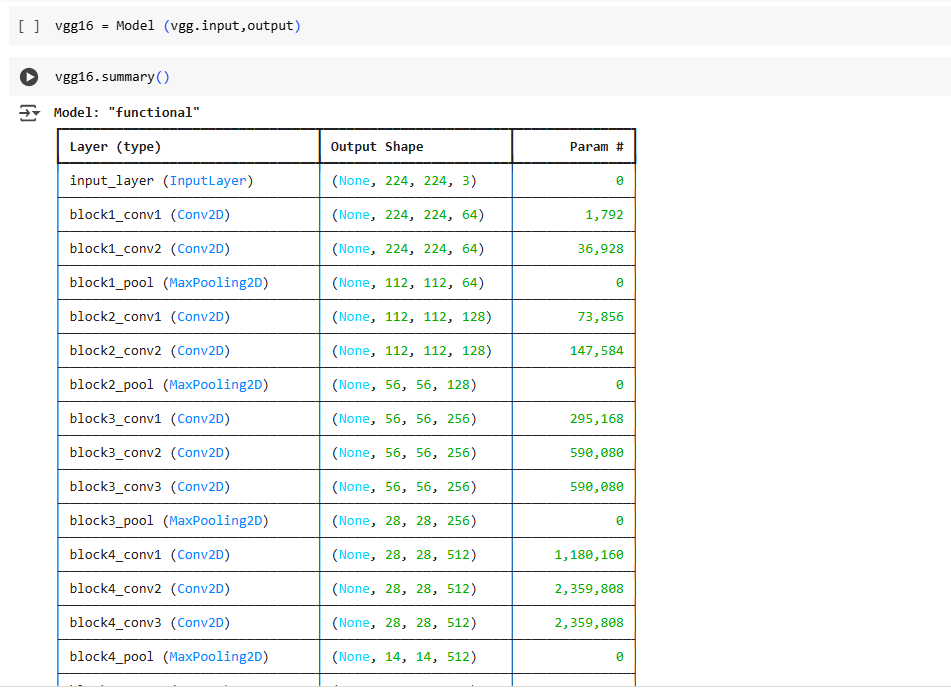 [ ] vgg16 = Model (vgg.input,output)
vgg16.summary()
Model: "functional"
Layer (type) Output Shape Param #
input_layer (InputLayer) (None, 224, 224, 3) 0
block1_conv1 (Conv2D) (None, 224, 224, 64) 1,792
block1_conv2 (Conv2D) (None, 224, 224, 64) 36,928
block1_pool (MaxPooling2D) (None, 112, 112, 64) 0
block2_conv1 (Conv2D) (None, 112, 112, 128) 73,856
block2_conv2 (Conv2D) (None, 112, 112, 128) 147,584
block2_pool (MaxPooling2D) (None, 56, 56, 128) 0
block3_conv1 (Conv2D) (None, 56, 56, 256) 295,168
block3_conv2 (Conv2D) (None, 56, 56, 256) 590,080
block3_conv3 (Conv2D) (None, 56, 56, 256) 590,080
block3_pool (MaxPooling2D) (None, 28, 28, 256) 0
block4_conv1 (Conv2D) (None, 28, 28, 512) 1,180,160
block4_conv2 (Conv2D) (None, 28, 28, 512) 2,359,808
block4_conv3 (Conv2D) (None, 28, 28, 512) 2,359,808
block4_pool (MaxPooling2D) (None, 14, 14, 512) 0